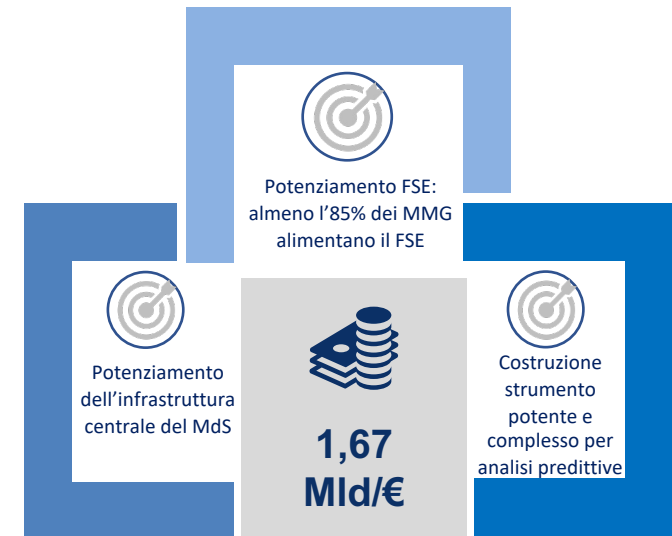 Potenziamento FSE:
almeno l’85% dei MMG
alimentano il FSE
Potenziamento
dell’infrastruttura
centrale del MdS
1,67
Mld/€
Costruzione
strumento
potente e
complesso per
analisi predittive